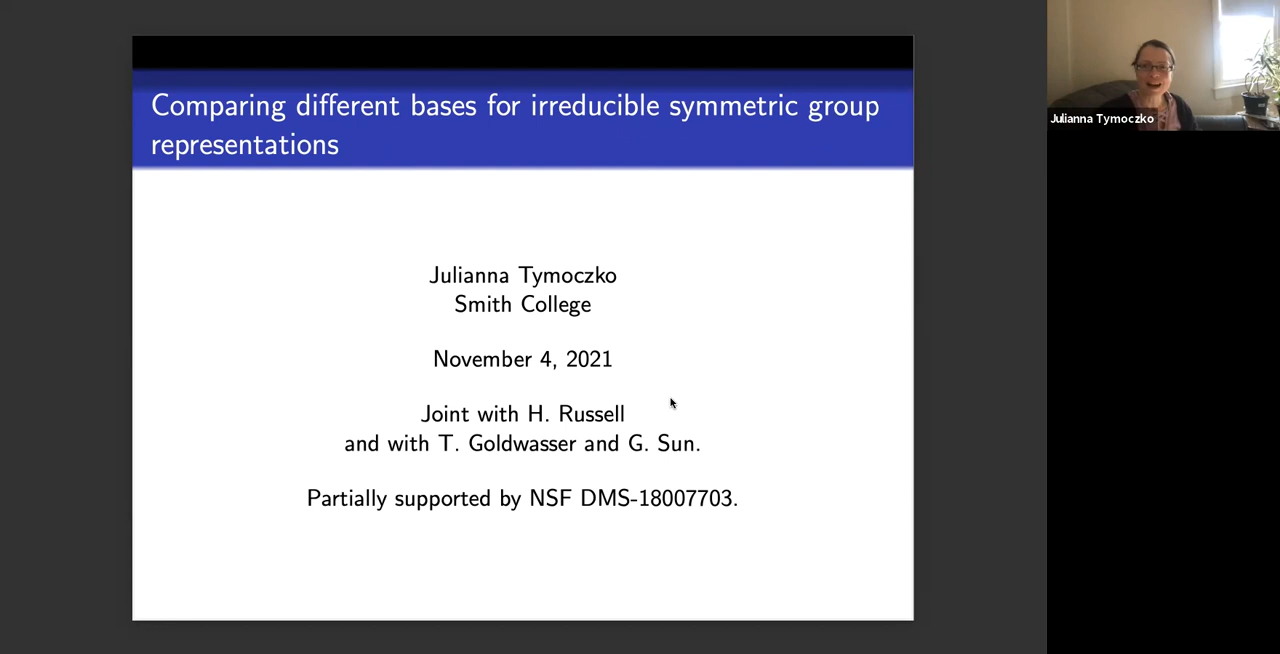 Comparing different bases for irreducible symmetric group
representations
Julianna Tymoczko
Smith College
November 4, 2021
Joint with H. Russell
and with T. Goldwasser and G. Sun.
Partially supported by NSF DMS-18007703.
Julianna Tymoczko